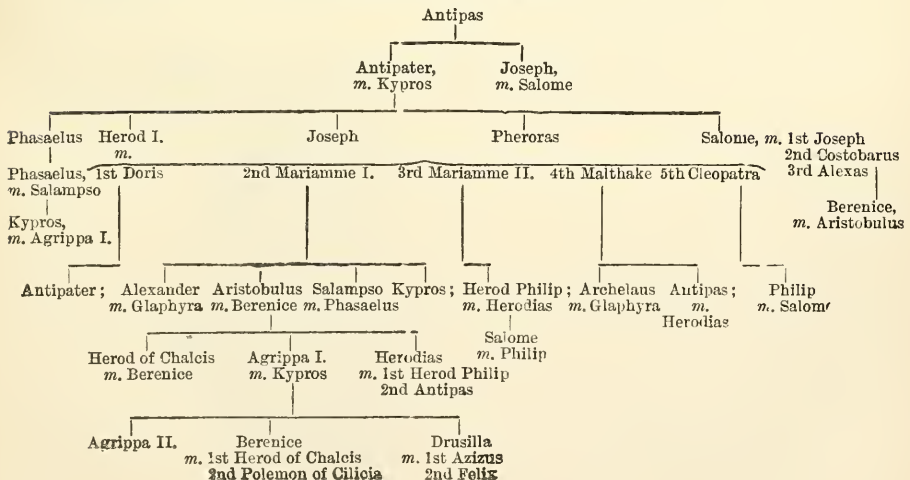 Antipas
Antipater, Joseph,
m. Kypros m. Salome
Phasaelus Herod I. Joseph Pheroras Salome, m. 1st Joseph
m. 2nd Costobarus
Phasaelus, 1st Doris 2nd Mariamme I. 3rd Mariamme II. 4th Malthake 5th Cleopatra 3rd Alexas
m. Salampso
Kypros, Berenice,
m. Agrippa I. m. Aristobulus
Antipater; Alexander Aristobulus Salampso Kypros; Herod Philip; Archelaus Antipas; Philip
m. Glaphyra m. Berenice m. Phasaelus m. Herodias m. Glaphyra m. m. Salome
Herodias
Salome
m. Philip
Herod of Chalcis Agrippa I. Herodias
m. Berenice m. Kypros m. 1st Herod Philip
2nd Antipas
Agrippa II. Berenice Drusilla
m. 1st Herod of Chalcis m. 1st Azizus
2nd Polemon of Cilicia 2nd Felix